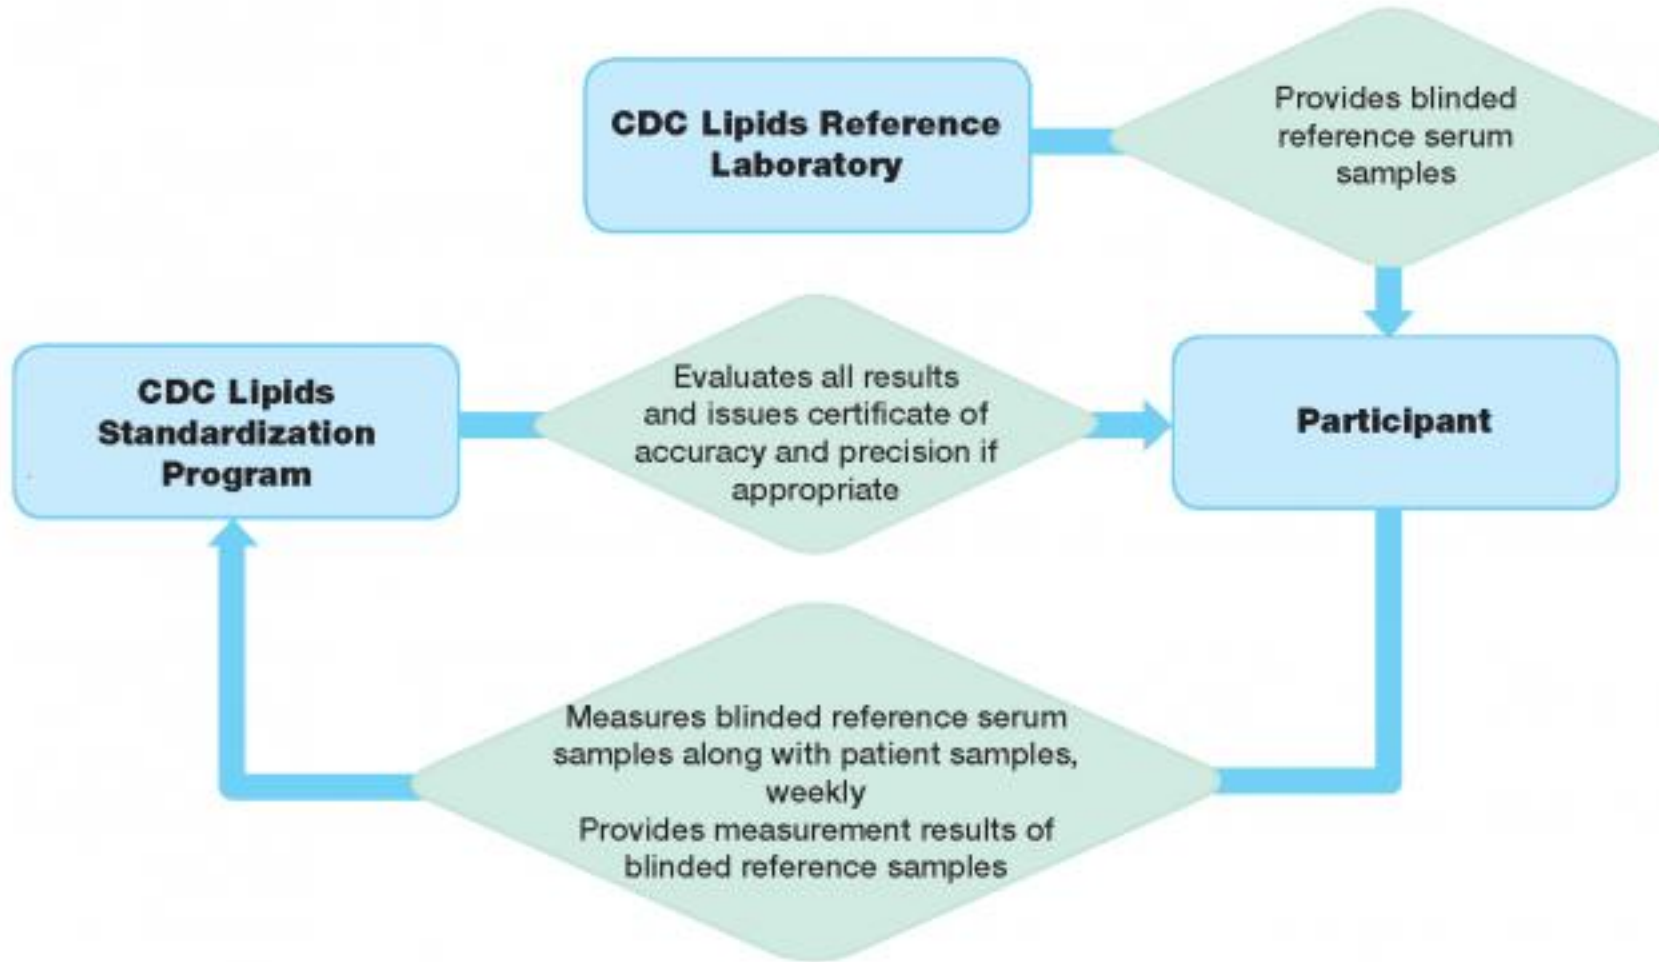 CDC Lipids Reference
Laboratory
Provides blinded
reference serum
samples
CDC Lipids
Standardization
Program
Evaluates all results
and issues certificate of
accuracy and precision if
appropriate
Participant
Measures blinded reference serum
samples along with patient samples,
weekly
Provides measurement results of
blinded reference samples